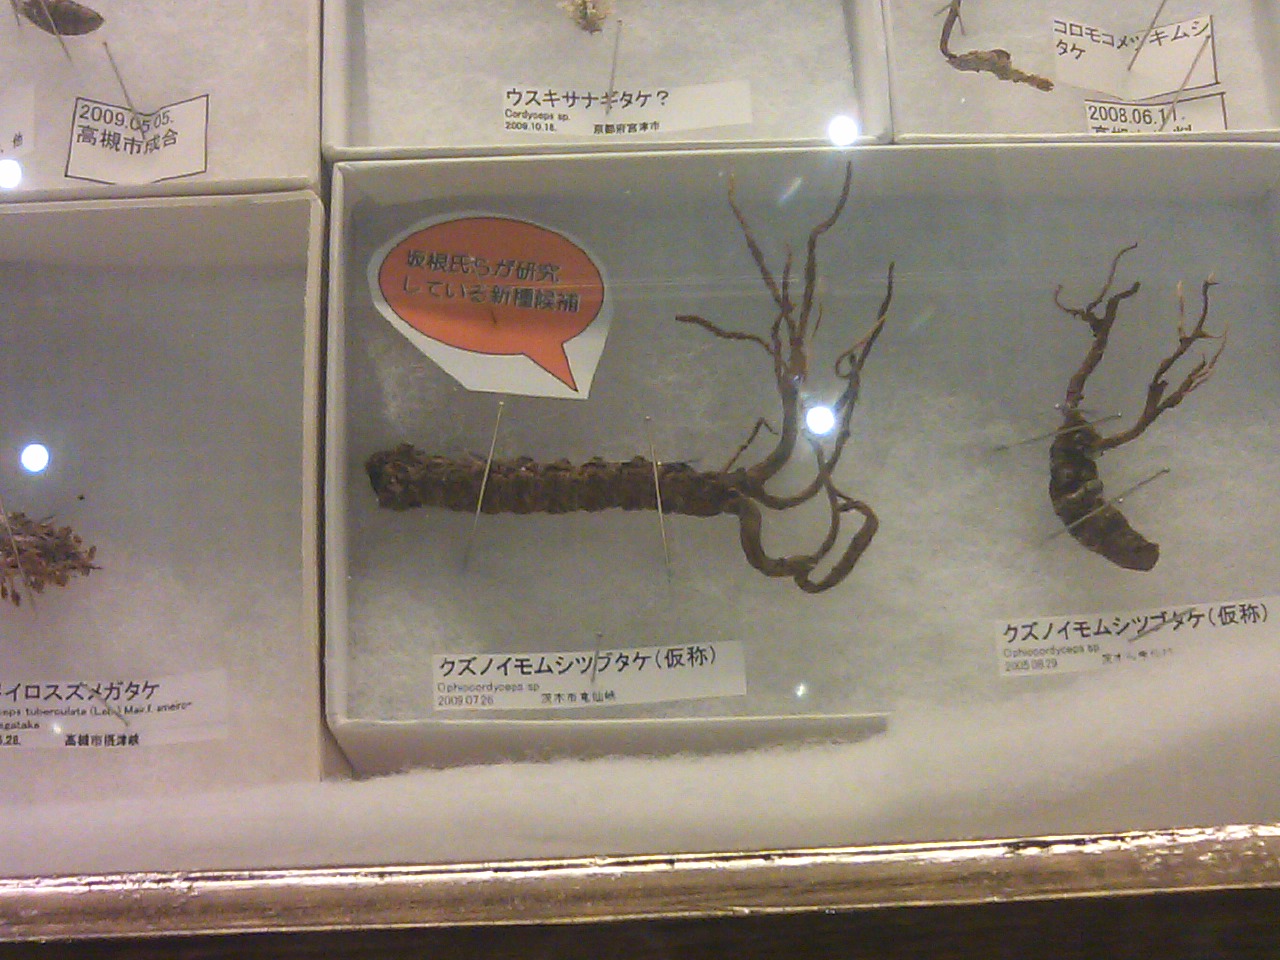 2009.05.05.
高槻市成合
ウスキサナギタケ?
Cordyceps sp.
2009.10.18. 京都府宮津市
コロモコメツキムシ
タケ
2008.06.11.
坂根氏らが研究
している新種候補
クズノイモムシツブタケ(仮称)
Ophiocordyceps sp
2009.07.26 茨木市竜仙峡
クズノイモムシツブタケ(仮称)
Ophiocordyceps sp
2005.08.29
イロスズメガタケ
tuberculata (Leb.) Maire f.
高槻市摂津峡